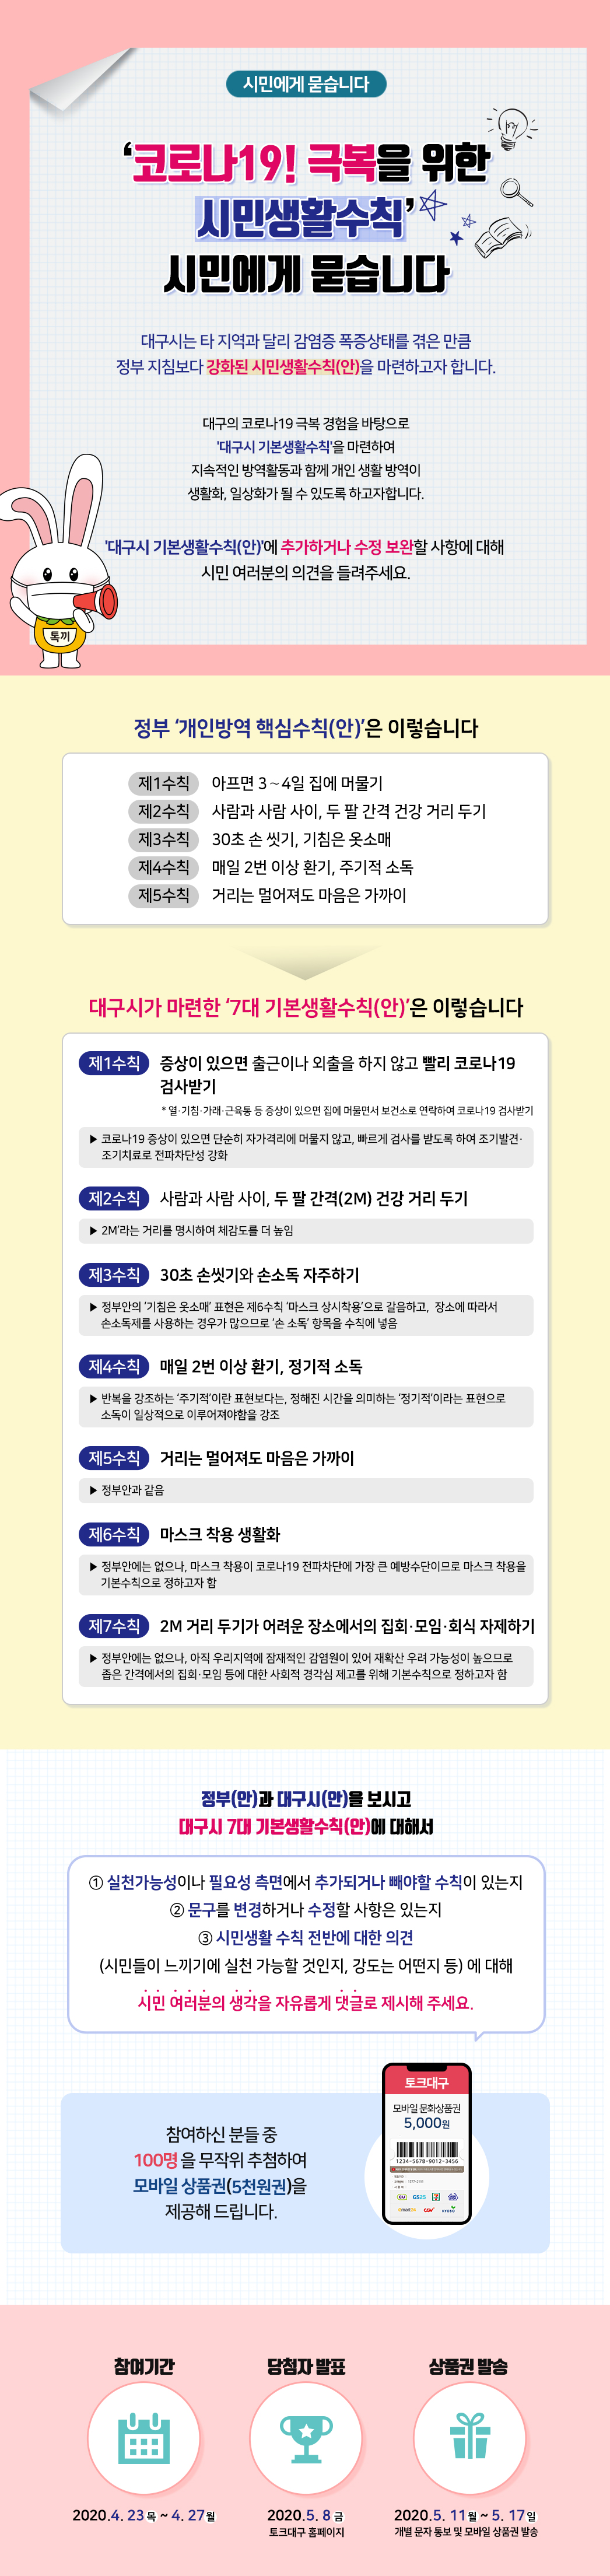 시민에게 묻습니다
‘코로나19! 극복을 위한
시민생활수칙’
시민에게 묻습니다
대구시는 타 지역과 달리 감염증 폭증상태를 겪은 만큼
정부 지침보다 강화된 시민생활수칙(안)을 마련하고자 합니다.
대구의 코로나19 극복 경험을 바탕으로
'대구시 기본생활수칙'을 마련하여
지속적인 방역활동과 함께 개인 생활 방역이
생활화, 일상화가 될 수 있도록 하고자합니다.
'대구시 기본생활수칙(안)'에 추가하거나 수정 보완할 사항에 대해
시민 여러분의 의견을 들려주세요.
톡끼
정부 ‘개인방역 핵심수칙(안)’은 이렇습니다
제1수칙 아프면 3~4일 집에 머물기
제2수칙 사람과 사람 사이, 두 팔 간격 건강 거리 두기
제3수칙 30초 손 씻기, 기침은 옷소매
제4수칙 매일 2번 이상 환기, 주기적 소독
제5수칙 거리는 멀어져도 마음은 가까이
대구시가 마련한 ‘7대 기본생활수칙(안)’은 이렇습니다
제1수칙 증상이 있으면 출근이나 외출을 하지 않고 빨리 코로나19
검사받기
* 열·기침·가래·근육통 등 증상이 있으면 집에 머물면서 보건소로 연락하여 코로나19 검사받기
▶ 코로나19 증상이 있으면 단순히 자가격리에 머물지 않고, 빠르게 검사를 받도록 하여 조기발견·
조기치료로 전파차단성 강화
제2수칙 사람과 사람 사이, 두 팔 간격(2M) 건강 거리 두기
▶ 2M’라는 거리를 명시하여 체감도를 더 높임
제3수칙 30초 손씻기와 손소독 자주하기
▶ 정부안의 ‘기침은 옷소매’ 표현은 제6수칙 ‘마스크 상시착용’으로 갈음하고, 장소에 따라서
손소독제를 사용하는 경우가 많으므로 ‘손 소독’ 항목을 수칙에 넣음
제4수칙 매일 2번 이상 환기, 정기적 소독
▶ 반복을 강조하는 ‘주기적’이란 표현보다는, 정해진 시간을 의미하는 ‘정기적’이라는 표현으로
소독이 일상적으로 이루어져야함을 강조
제5수칙 거리는 멀어져도 마음은 가까이
▶ 정부안과 같음
제6수칙 마스크 착용 생활화
▶ 정부안에는 없으나, 마스크 착용이 코로나19 전파차단에 가장 큰 예방수단이므로 마스크 착용을
기본수칙으로 정하고자 함
제7수칙 2M 거리 두기가 어려운 장소에서의 집회·모임·회식 자제하기
▶ 정부안에는 없으나, 아직 우리지역에 잠재적인 감염원이 있어 재확산 우려 가능성이 높으므로
좁은 간격에서의 집회·모임 등에 대한 사회적 경각심 제고를 위해 기본수칙으로 정하고자 함
정부(안)과 대구시(안)을 보시고
대구시 7대 기본생활수칙(안)에 대해서
① 실천가능성이나 필요성 측면에서 추가되거나 빼야할 수칙이 있는지
② 문구를 변경하거나 수정할 사항은 있는지
③ 시민생활 수칙 전반에 대한 의견
(시민들이 느끼기에 실천 가능할 것인지, 강도는 어떤지 등) 에 대해
시민 여러분의 생각을 자유롭게 댓글로 제시해 주세요.
토크대구
모바일 문화상품권
5,000원
1234-5678-9012-3456
CU GS25
CGV
참여하신 분들 중
100명 을 무작위 추첨하여
모바일 상품권(5천원권)을
제공해 드립니다.
참여기간 당첨자 발표 상품권 발송
2020.4. 23 목 ~ 4. 27 월 2020.5. 8 금 2020.5. 11 월 ~ 5. 17 일
토크대구 홈페이지 개별 문자 통보 및 모바일 상품권 발송